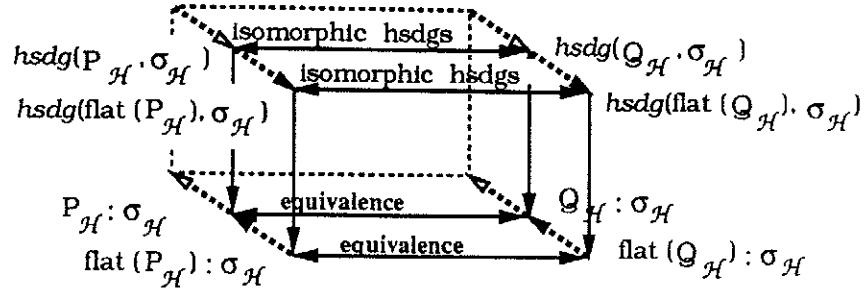 isomorphic hsdgs
hsdg(P_ℋ, σ_ℋ) hsdg(Q_ℋ, σ_ℋ)
isomorphic hsdgs
hsdg(flat (P_ℋ), σ_ℋ) hsdg(flat (Q_ℋ), σ_ℋ)
P_ℋ : σ_ℋ equivalence Q_ℋ : σ_ℋ
flat (P_ℋ) : σ_ℋ equivalence flat (Q_ℋ) : σ_ℋ